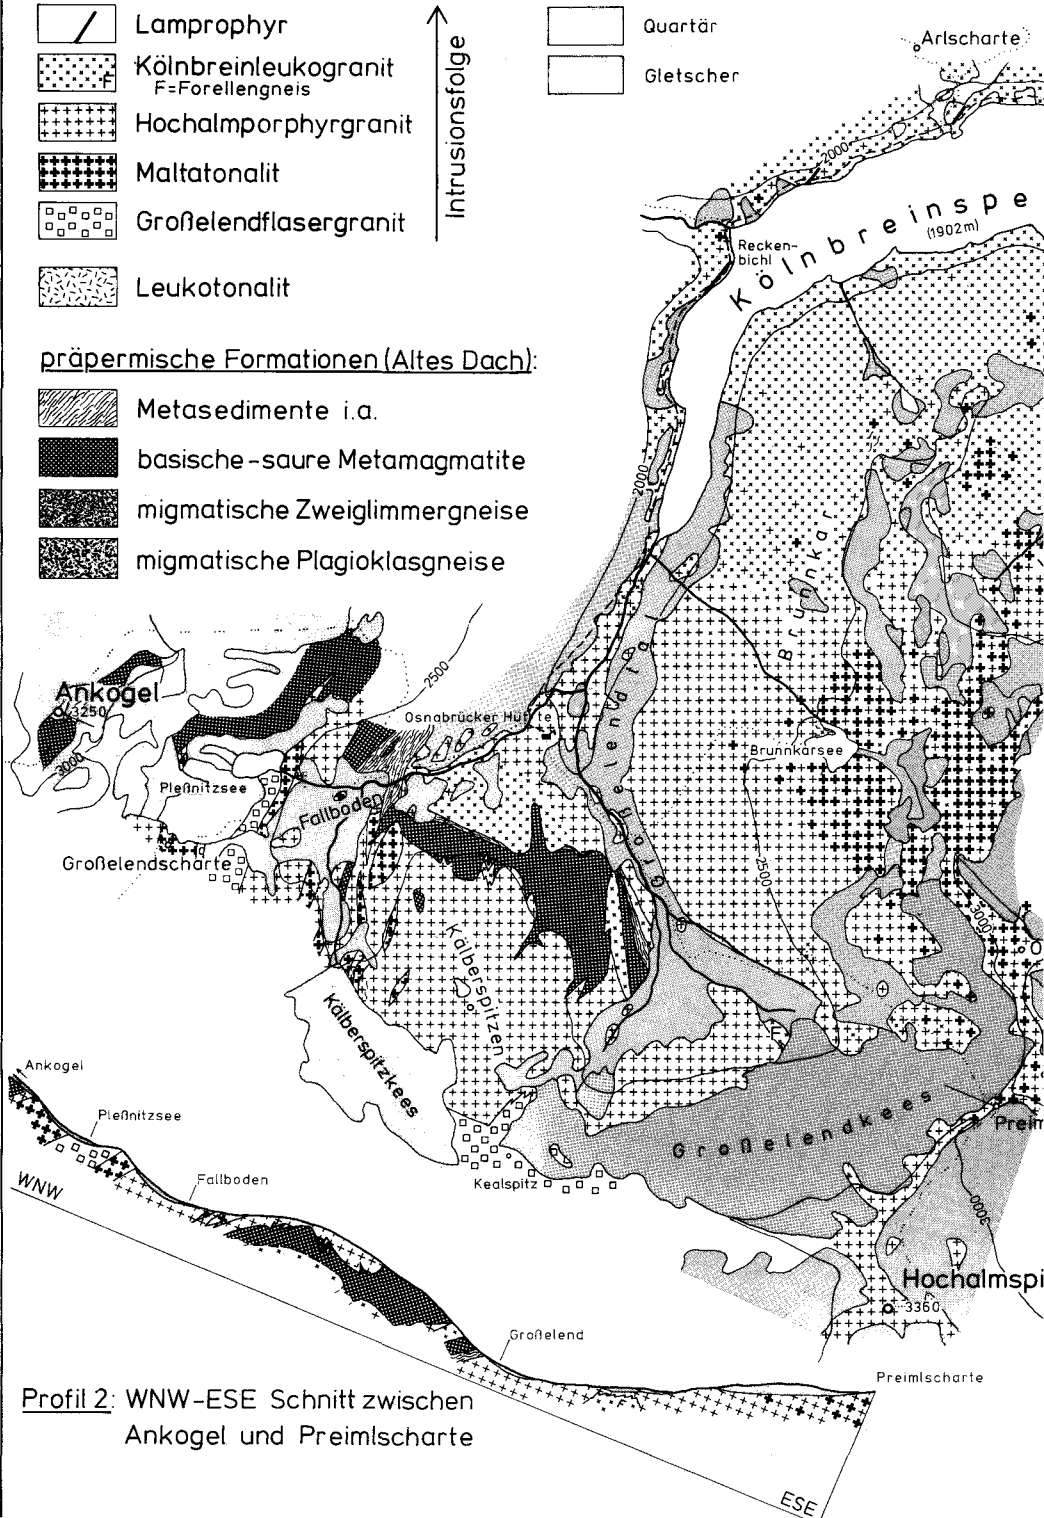 Lamprophyr
Kölnbreinleukogranit
F
F=Forellengneis
Hochalmporphyrgranit
Maltatonalit
Großelendflasergranit
Leukotonalit
Intrusionsfolge
Quartär
Gletscher
präpermische Formationen (Altes Dach):
Metasedimente i.a.
basische-saure Metamagmatite
migmatische Zweiglimmergneise
migmatische Plagioklasgneise
Arlscharte
2000
Kölnbreinspe
(1902m)
Recken-
bichl
2000
Brunnkar
Großelendtal
2500
Ankogel
3250
3000
Osnabrücker Hütte
Pleßnitzsee
Fallboden
Großelendscharte
Brunnkarsee
2500
3000
O
Kälberspitzen
Kälberspitzkees
F
Großelendkees
Preim
Kealspitz
3000
Hochalmspi
3360
Ankogel
Pleßnitzsee
Fallboden
WNW
Großelend
Preimlscharte
ESE
Profil 2: WNW-ESE Schnitt zwischen
Ankogel und Preimlscharte